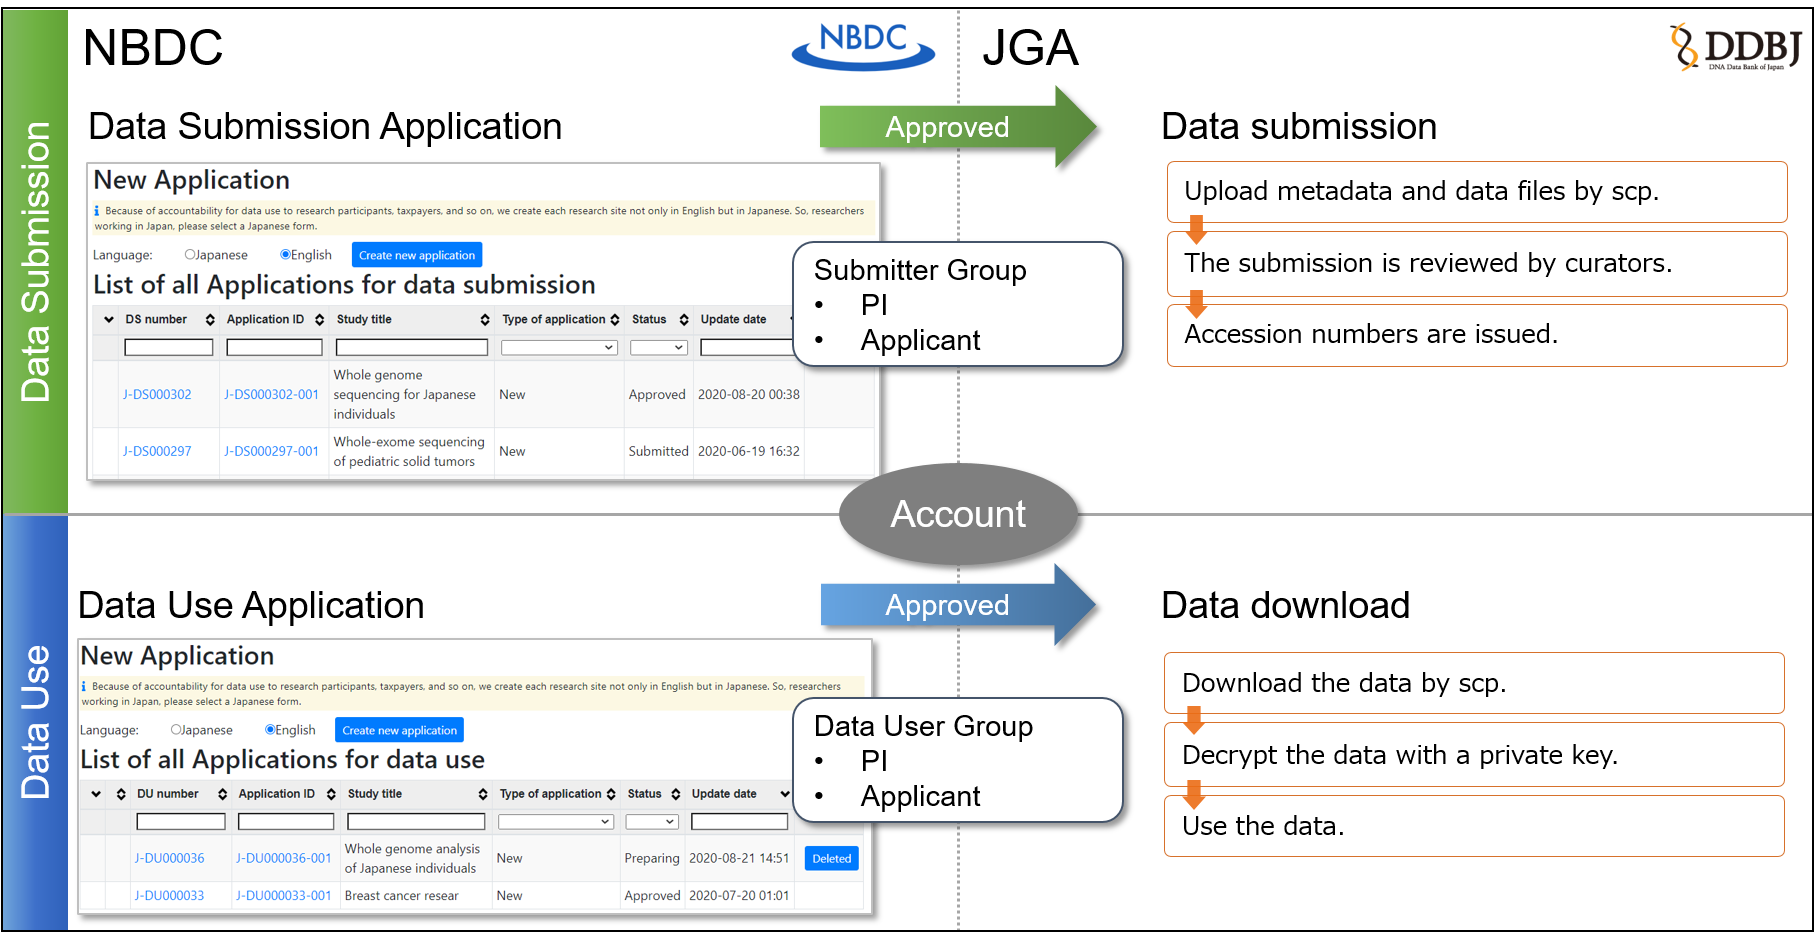 NBDC
NBDC
JGA
DDBJ
DNA Data Bank of Japan
Data Submission
Data Submission Application
Approved
Data submission
New Application
Because of accountability for data use to research participants, taxpayers, and so on, we create each research site not only in English but in Japanese. So, researchers
working in Japan, please select a Japanese form.
Language: Japanese English Create new application
List of all Applications for data submission
DS number Application ID Study title Type of application Status Update date
J-DS000302 J-DS000302-001 Whole genome sequencing for Japanese individuals New Approved 2020-08-20 00:38
J-DS000297 J-DS000297-001 Whole-exome sequencing of pediatric solid tumors New Submitted 2020-06-19 16:32
Submitter Group
• PI
• Applicant
Upload metadata and data files by scp.
The submission is reviewed by curators.
Accession numbers are issued.
Account
Data Use
Data Use Application
Approved
Data download
New Application
Because of accountability for data use to research participants, taxpayers, and so on, we create each research site not only in English but in Japanese. So, researchers
working in Japan, please select a Japanese form.
Language: Japanese English Create new application
List of all Applications for data use
DU number Application ID Study title Type of application Status Update date
J-DU000036 J-DU000036-001 Whole genome analysis of Japanese individuals New Preparing 2020-08-21 14:51 Deleted
J-DU000033 J-DU000033-001 Breast cancer resear New Approved 2020-07-20 01:01
Data User Group
• PI
• Applicant
Download the data by scp.
Decrypt the data with a private key.
Use the data.